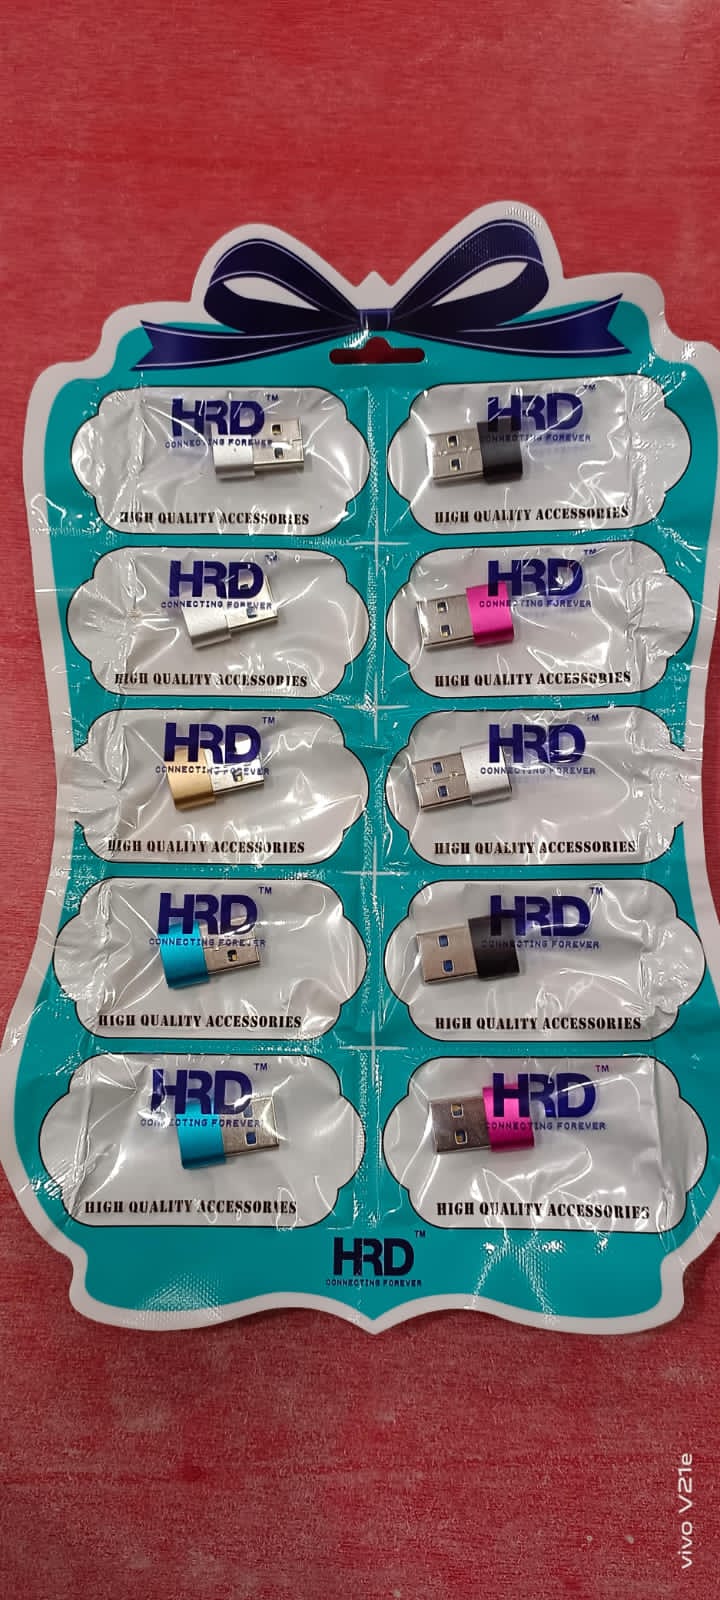 HRD™
CONNECTING FOREVER
HIGH QUALITY ACCESSORIES
HRD™
CONNECTING FOREVER
HIGH QUALITY ACCESSORIES
HRD™
CONNECTING FOREVER
HIGH QUALITY ACCESSORIES
HRD™
CONNECTING FOREVER
HIGH QUALITY ACCESSORIES
HRD™
CONNECTING FOREVER
HIGH QUALITY ACCESSORIES
HRD™
CONNECTING FOREVER
HIGH QUALITY ACCESSORIES
HRD™
CONNECTING FOREVER
HIGH QUALITY ACCESSORIES
HRD™
CONNECTING FOREVER
HIGH QUALITY ACCESSORIES
HRD™
CONNECTING FOREVER
HIGH QUALITY ACCESSORIES
HRD™
CONNECTING FOREVER
HIGH QUALITY ACCESSORIES
HRD™
CONNECTING FOREVER
vivo V21e